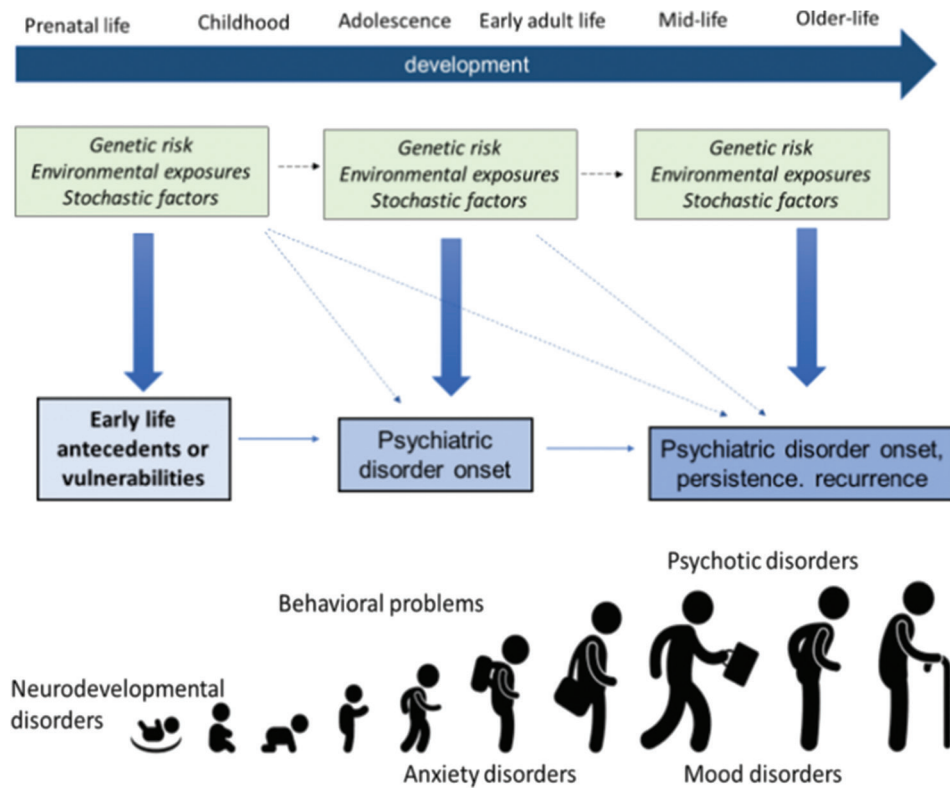 Prenatal life
Childhood
Adolescence
Early adult life
Mid-life
Older-life
development
Genetic risk
Environmental exposures
Stochastic factors
Genetic risk
Environmental exposures
Stochastic factors
Genetic risk
Environmental exposures
Stochastic factors
Early life
antecedents or
vulnerabilities
Psychiatric
disorder onset
Psychiatric disorder onset,
persistence. recurrence
Psychotic disorders
Behavioral problems
Neurodevelopmental
disorders
Anxiety disorders
Mood disorders